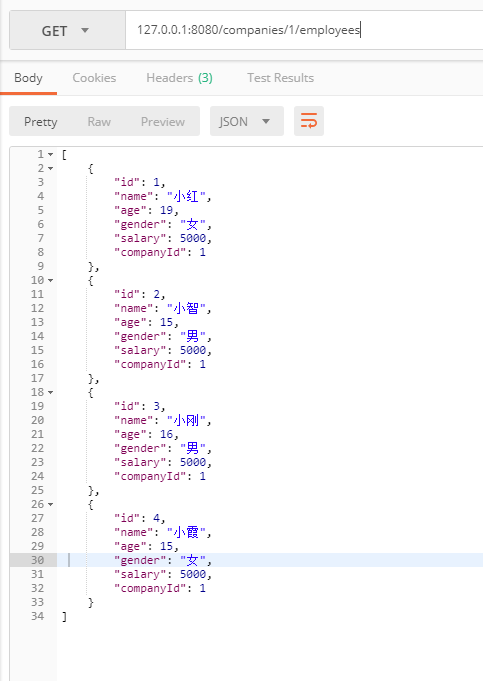 GET 127.0.0.1:8080/companies/1/employees
Body Cookies Headers (3) Test Results
Pretty Raw Preview JSON
1 [
2 {
3 "id": 1,
4 "name": "小红",
5 "age": 19,
6 "gender": "女",
7 "salary": 5000,
8 "companyId": 1
9 },
10 {
11 "id": 2,
12 "name": "小智",
13 "age": 15,
14 "gender": "男",
15 "salary": 5000,
16 "companyId": 1
17 },
18 {
19 "id": 3,
20 "name": "小刚",
21 "age": 16,
22 "gender": "男",
23 "salary": 5000,
24 "companyId": 1
25 },
26 {
27 "id": 4,
28 "name": "小霞",
29 "age": 15,
30 "gender": "女",
31 "salary": 5000,
32 "companyId": 1
33 }
34 ]